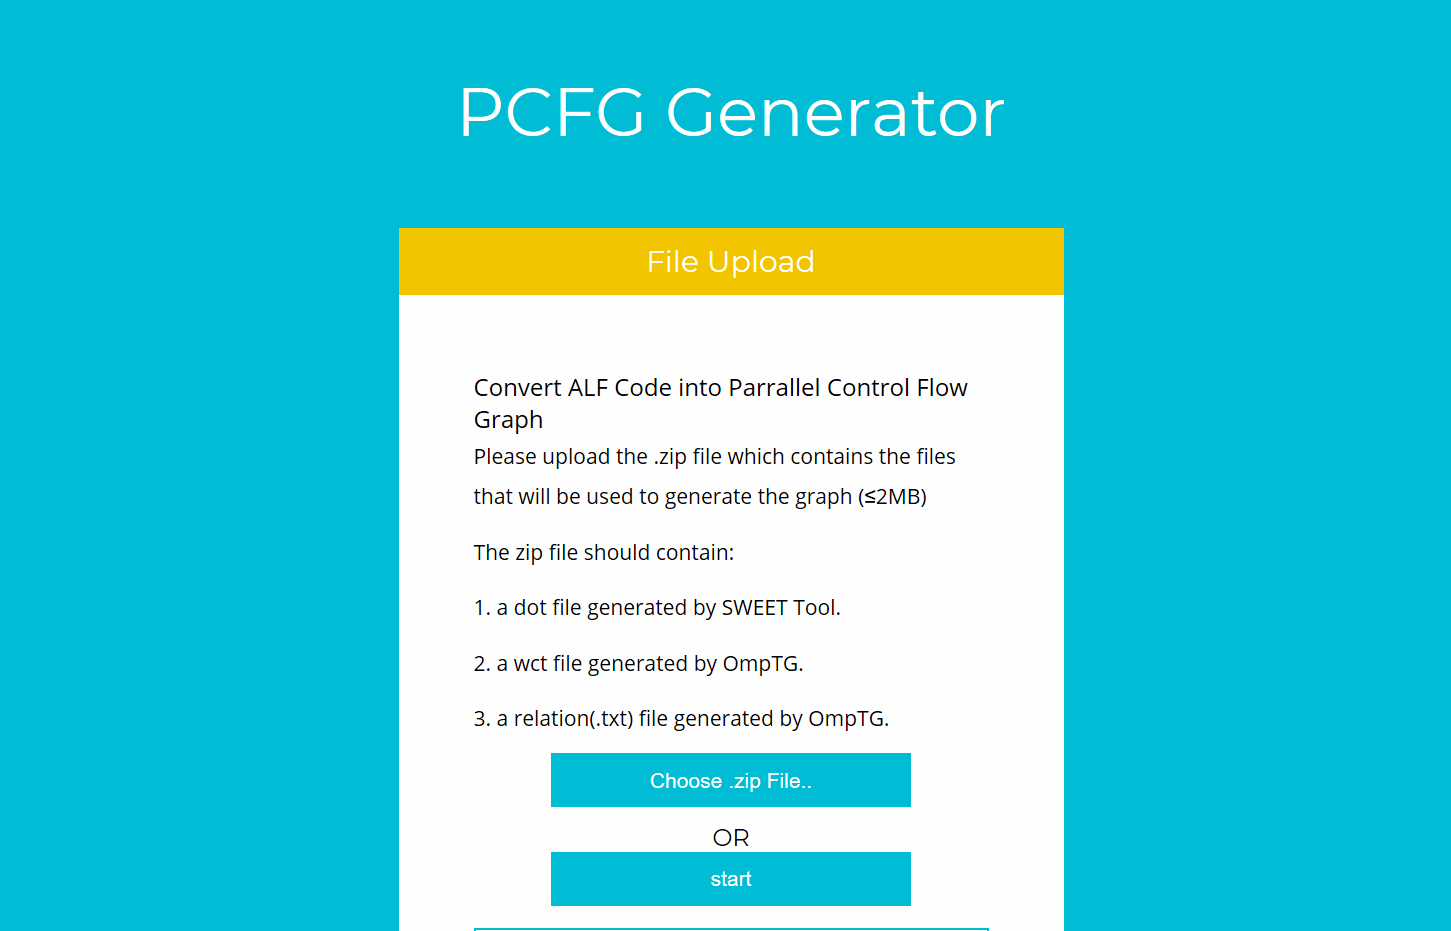 PCFG Generator
File Upload
Convert ALF Code into Parrallel Control Flow
Graph
Please upload the .zip file which contains the files
that will be used to generate the graph (≤2MB)
The zip file should contain:
1. a dot file generated by SWEET Tool.
2. a wct file generated by OmpTG.
3. a relation(.txt) file generated by OmpTG.
Choose .zip File..
OR
start